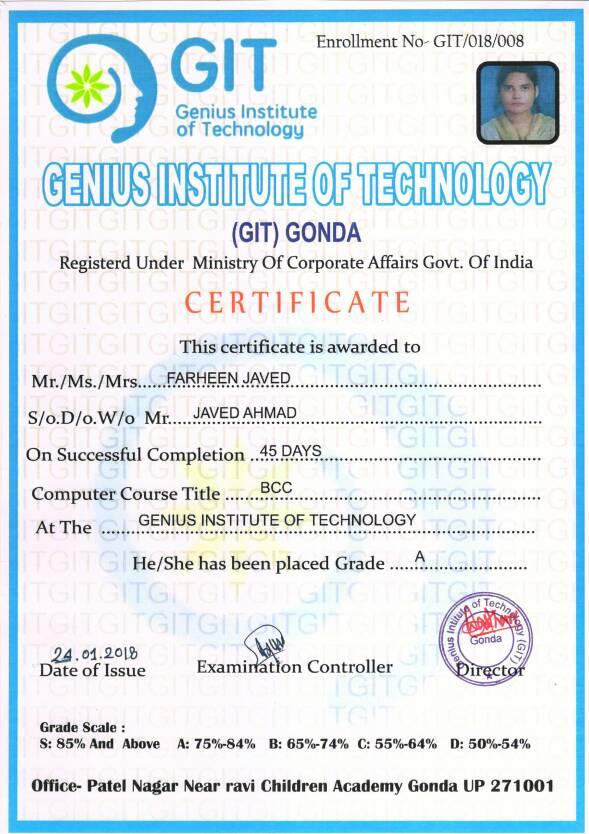 Enrollment No- GIT/018/008
GIT
Genius Institute
of Technology
GENIUS INSTITUTE OF TECHNOLOGY
(GIT) GONDA
Registerd Under Ministry Of Corporate Affairs Govt. Of India
CERTIFICATE
This certificate is awarded to
Mr./Ms./Mrs.....FARHEEN JAVED
S/o.D/o.W/o Mr.... JAVED AHMAD
On Successful Completion ..45 DAYS
Computer Course Title ..... BCC
At The ...... GENIUS INSTITUTE OF TECHNOLOGY
He/She has been placed Grade .....A
24.01.2018
Date of Issue
Examination Controller
Genius Intitute of Technology (GIT)
Gonda
Director
Grade Scale :
S: 85% And Above A: 75%-84% B: 65%-74% C: 55%-64% D: 50%-54%
Office- Patel Nagar Near ravi Children Academy Gonda UP 271001